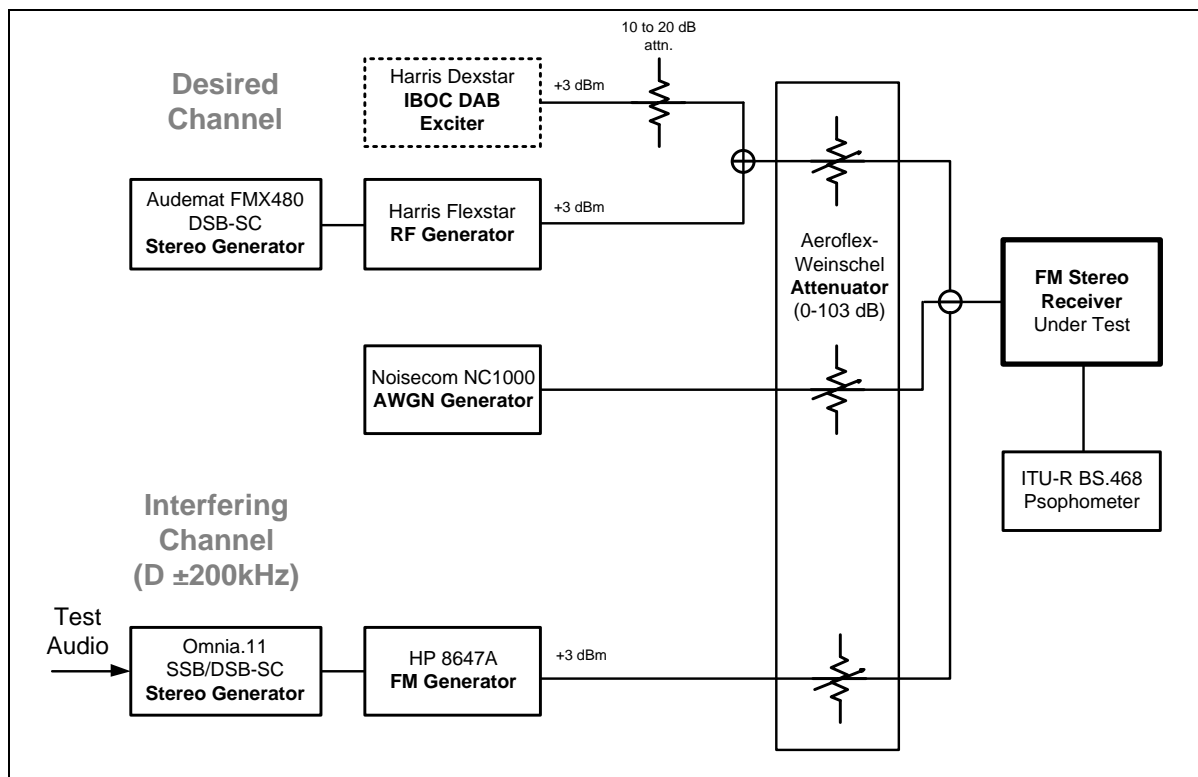 10 to 20 dB
attn.
Desired
Channel
Harris Dexstar
IBOC DAB
Exciter
+3 dBm
Audemat FMX480
DSB-SC
Stereo Generator
Harris Flexstar
RF Generator
+3 dBm
Aeroflex-
Weinschel
Attenuator
(0-103 dB)
FM Stereo
Receiver
Under Test
Noisecom NC1000
AWGN Generator
ITU-R BS.468
Psophometer
Interfering
Channel
(D ±200kHz)
Test
Audio
Omnia.11
SSB/DSB-SC
Stereo Generator
HP 8647A
FM Generator
+3 dBm